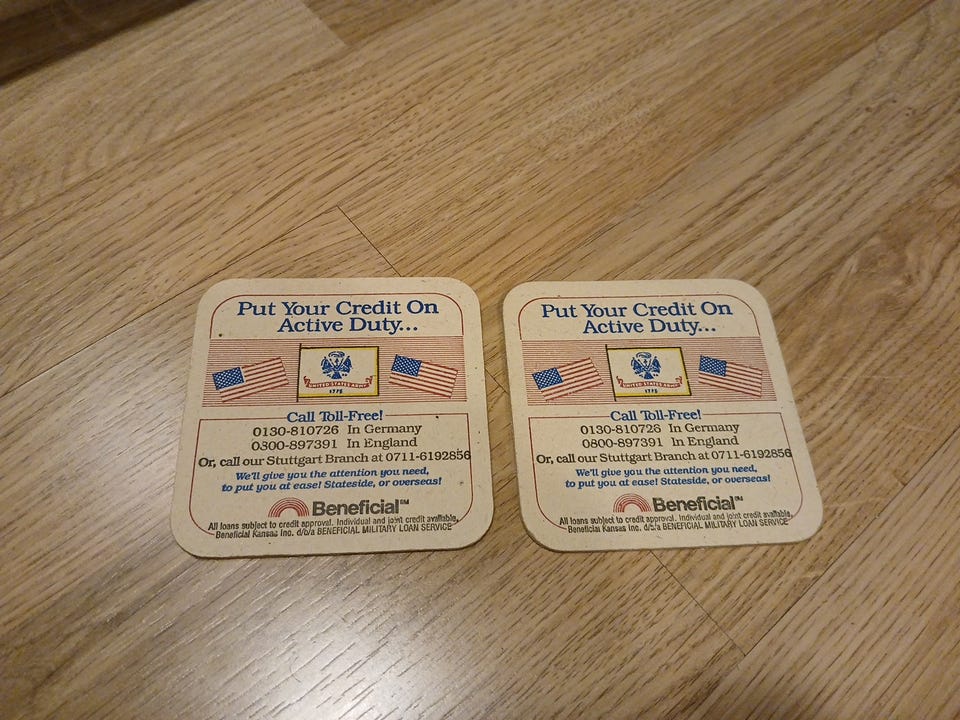 Put Your Credit On
Active Duty...
UNITED STATES ARMY
1775
Call Toll-Free!
0130-810726 In Germany
0300-897391 In England
Or, call our Stuttgart Branch at 0711-6192856
We'll give you the attention you need,
to put you at ease! Stateside, or overseas!
Beneficial℠
All loans subject to credit approval. Individual and joint credit available.
Beneficial Kansas Inc. d/b/a BENEFICIAL MILITARY LOAN SERVICE
Put Your Credit On
Active Duty...
UNITED STATES ARMY
1775
Call Toll-Free!
0130-810726 In Germany
0800-897391 In England
Or, call our Stuttgart Branch at 0711-6192856
We'll give you the attention you need,
to put you at ease! Stateside, or overseas!
Beneficial℠
All loans subject to credit approval. Individual and joint credit available.
Beneficial Kansas Inc. d/b/a BENEFICIAL MILITARY LOAN SERVICE